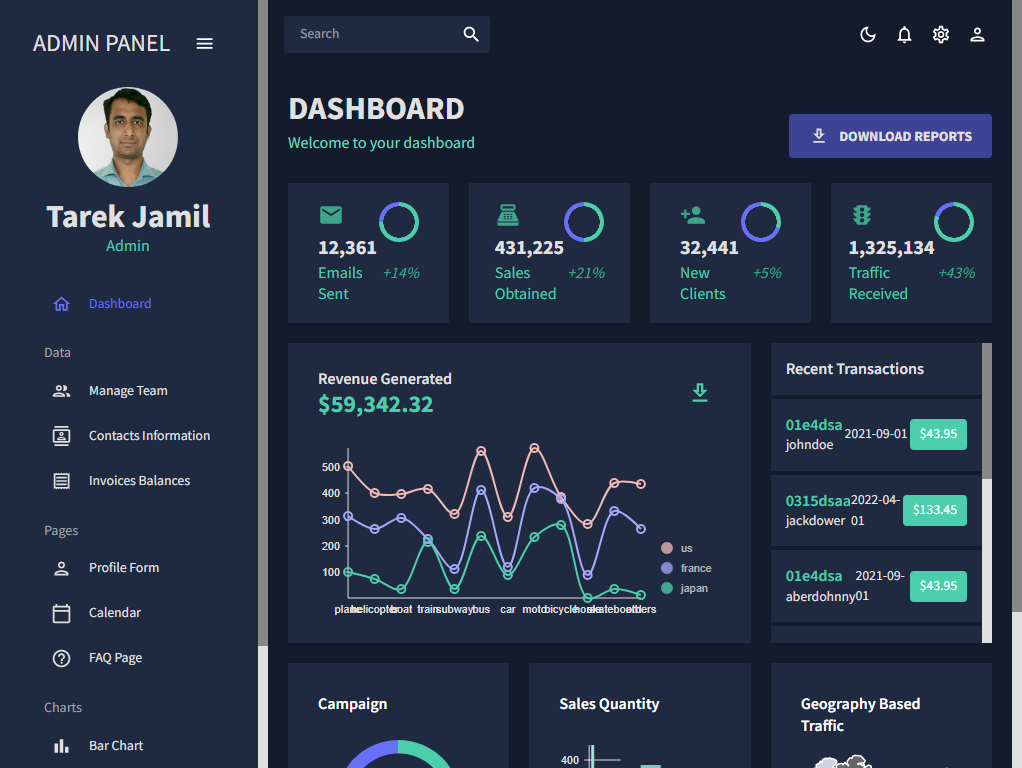 ADMIN PANEL
Tarek Jamil
Admin
Dashboard
Data
Manage Team
Contacts Information
Invoices Balances
Pages
Profile Form
Calendar
FAQ Page
Charts
Bar Chart
Search
DASHBOARD
Welcome to your dashboard
DOWNLOAD REPORTS
12,361
Emails Sent
+14%
431,225
Sales Obtained
+21%
32,441
New Clients
+5%
1,325,134
Traffic Received
+43%
Revenue Generated
$59,342.32
500
400
300
200
100
plane helicopter boat train subway bus car moto bicycle horse skateboard others
us
france
japan
Recent Transactions
01e4dsa
johndoe
2021-09-01
$43.95
0315dsaa
jackdower
2022-04-01
$133.45
01e4dsa
aberdohnny
2021-09-01
$43.95
Campaign
Sales Quantity
400
Geography Based
Traffic